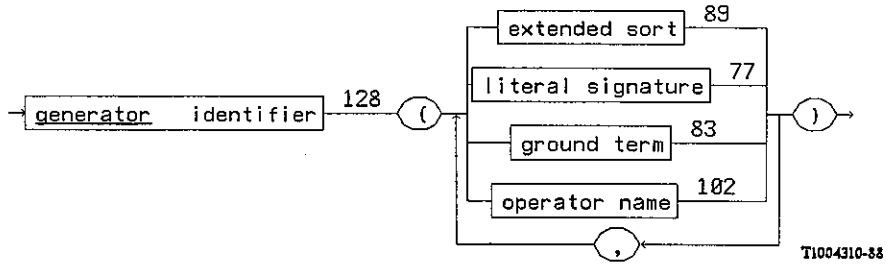 extended sort 89
literal signature 77
generator identifier 128 ( )
ground term 83
operator name 102
,
T1004310-88